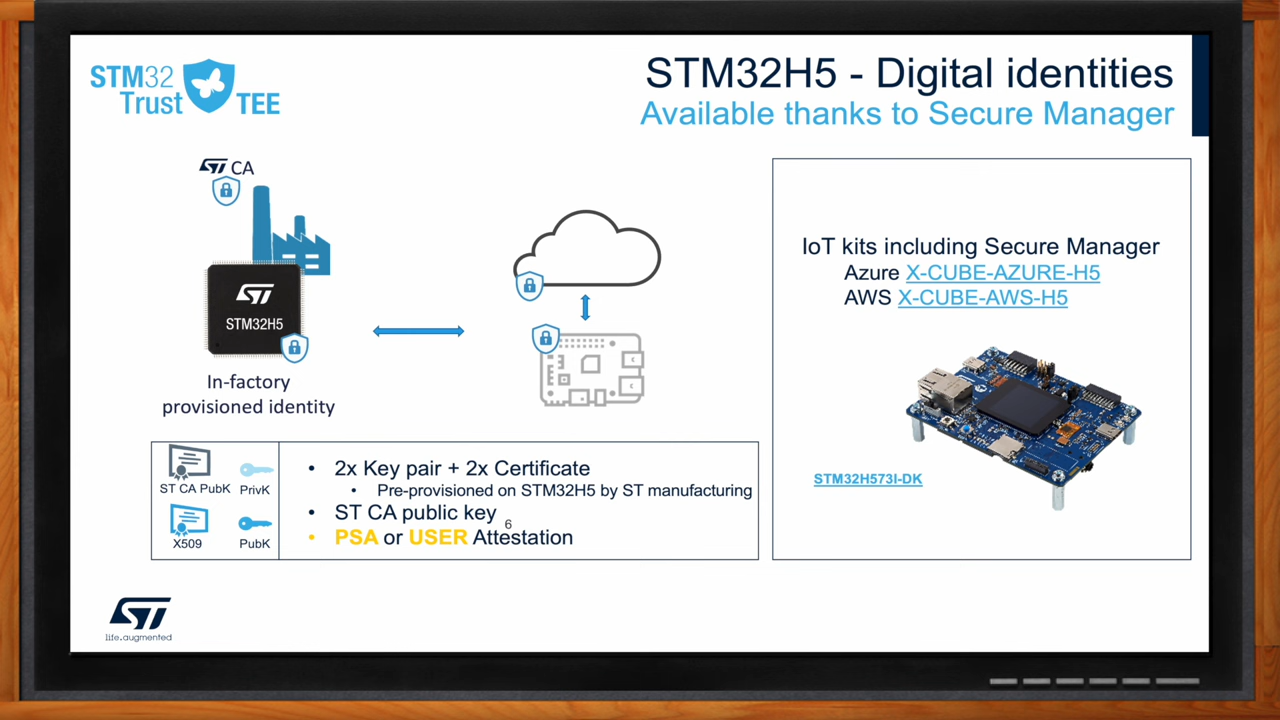 STM32
Trust
TEE
STM32H5 - Digital identities
Available thanks to Secure Manager
ST CA
ST
STM32H5
In-factory
provisioned identity
ST CA PubK
PrivK
X509
PubK
• 2x Key pair + 2x Certificate
• Pre-provisioned on STM32H5 by ST manufacturing
• ST CA public key
6
• PSA or USER Attestation
IoT kits including Secure Manager
Azure X-CUBE-AZURE-H5
AWS X-CUBE-AWS-H5
STM32H573I-DK
ST
life.augmented